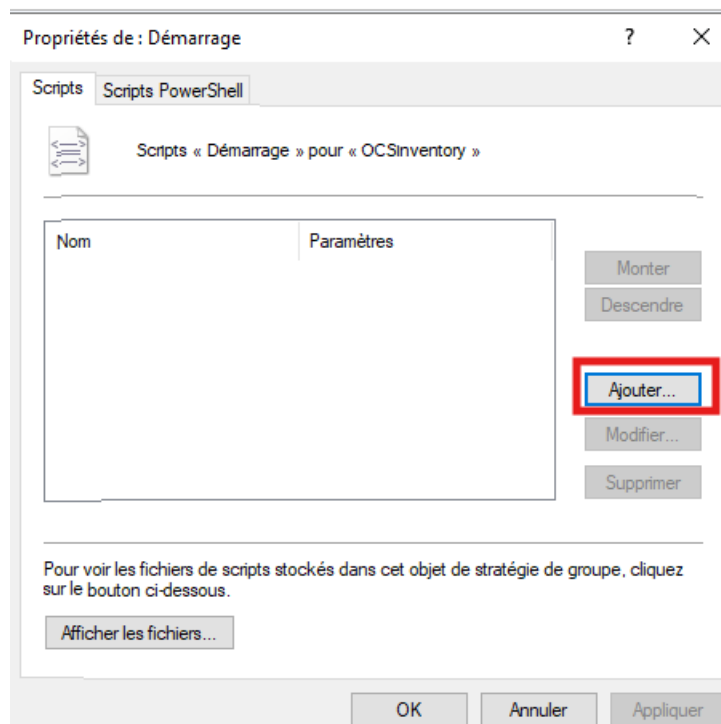 Propriétés de : Démarrage
?
Scripts
Scripts PowerShell
Scripts « Démarrage » pour « OCSInventory »
Nom
Paramètres
Monter
Descendre
Ajouter...
Modifier...
Supprimer
Pour voir les fichiers de scripts stockés dans cet objet de stratégie de groupe, cliquez
sur le bouton ci-dessous.
Afficher les fichiers...
OK
Annuler
Appliquer